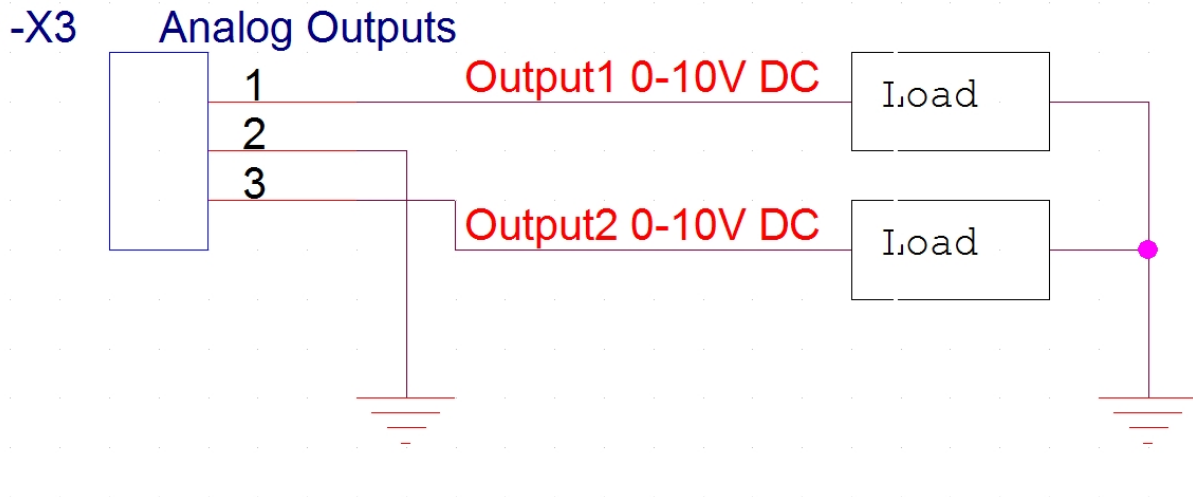 -X3 Analog Outputs
1 Output1 0-10V DC Load
2
3
Output2 0-10V DC Load